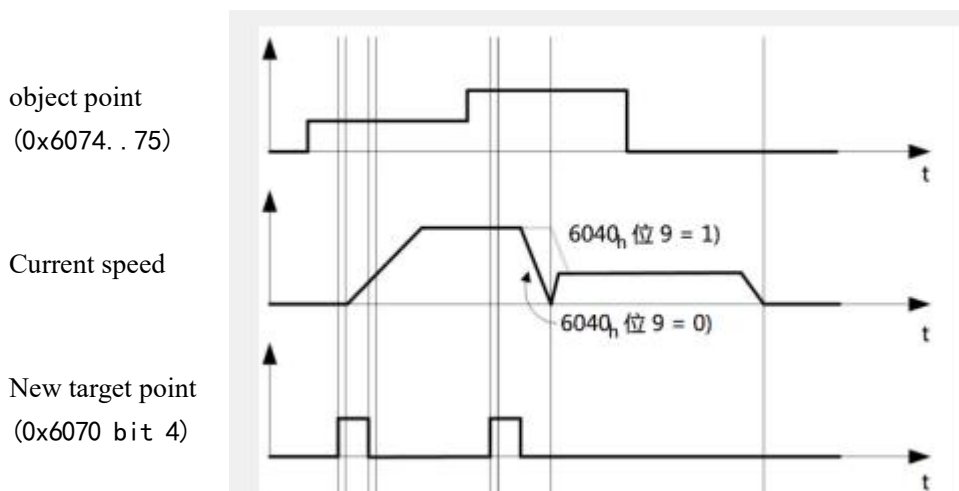 object point
(0x6074..75)
t
6040h 位 9 = 1)
Current speed
6040h 位 9 = 0)
t
New target point
(0x6070 bit 4)
t